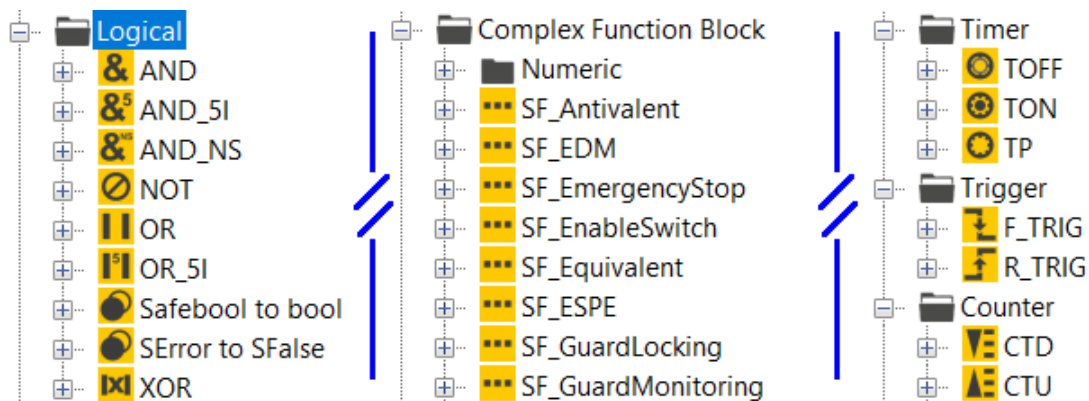 Logical
AND
AND_5I
AND_NS
NOT
OR
OR_5I
Safebool to bool
SError to SFalse
XOR
Complex Function Block
Numeric
SF_Antivalent
SF_EDM
SF_EmergencyStop
SF_EnableSwitch
SF_Equivalent
SF_ESPE
SF_GuardLocking
SF_GuardMonitoring
Timer
TOFF
TON
TP
Trigger
F_TRIG
R_TRIG
Counter
CTD
CTU